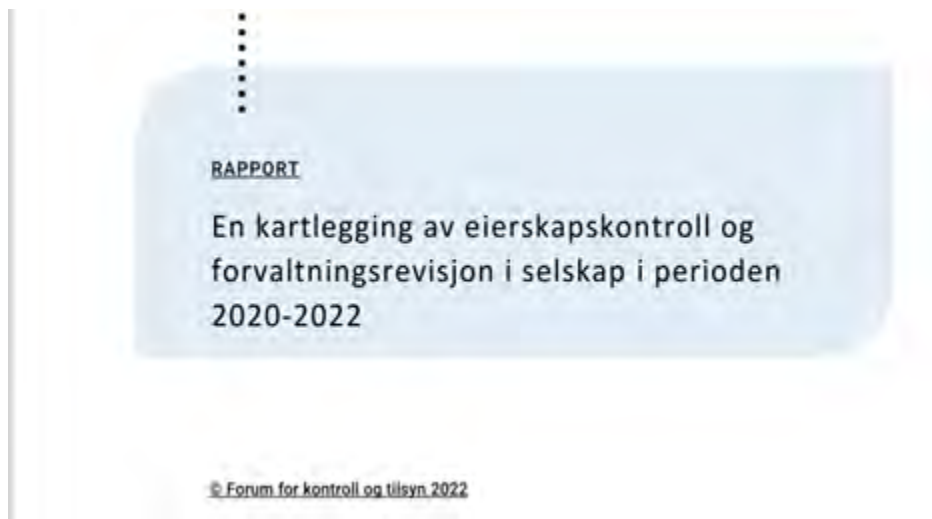 RAPPORT
En kartlegging av eierskapskontroll og
forvaltningsrevisjon i selskap i perioden
2020-2022
© Forum for kontroll og tilsyn 2022